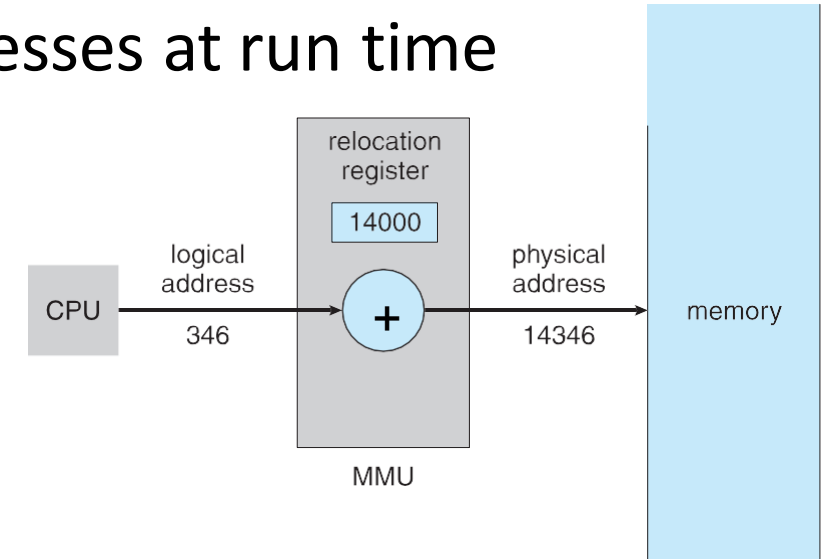 esses at run time
relocation
register
14000
logical
address
physical
address
CPU
+
memory
346
14346
MMU